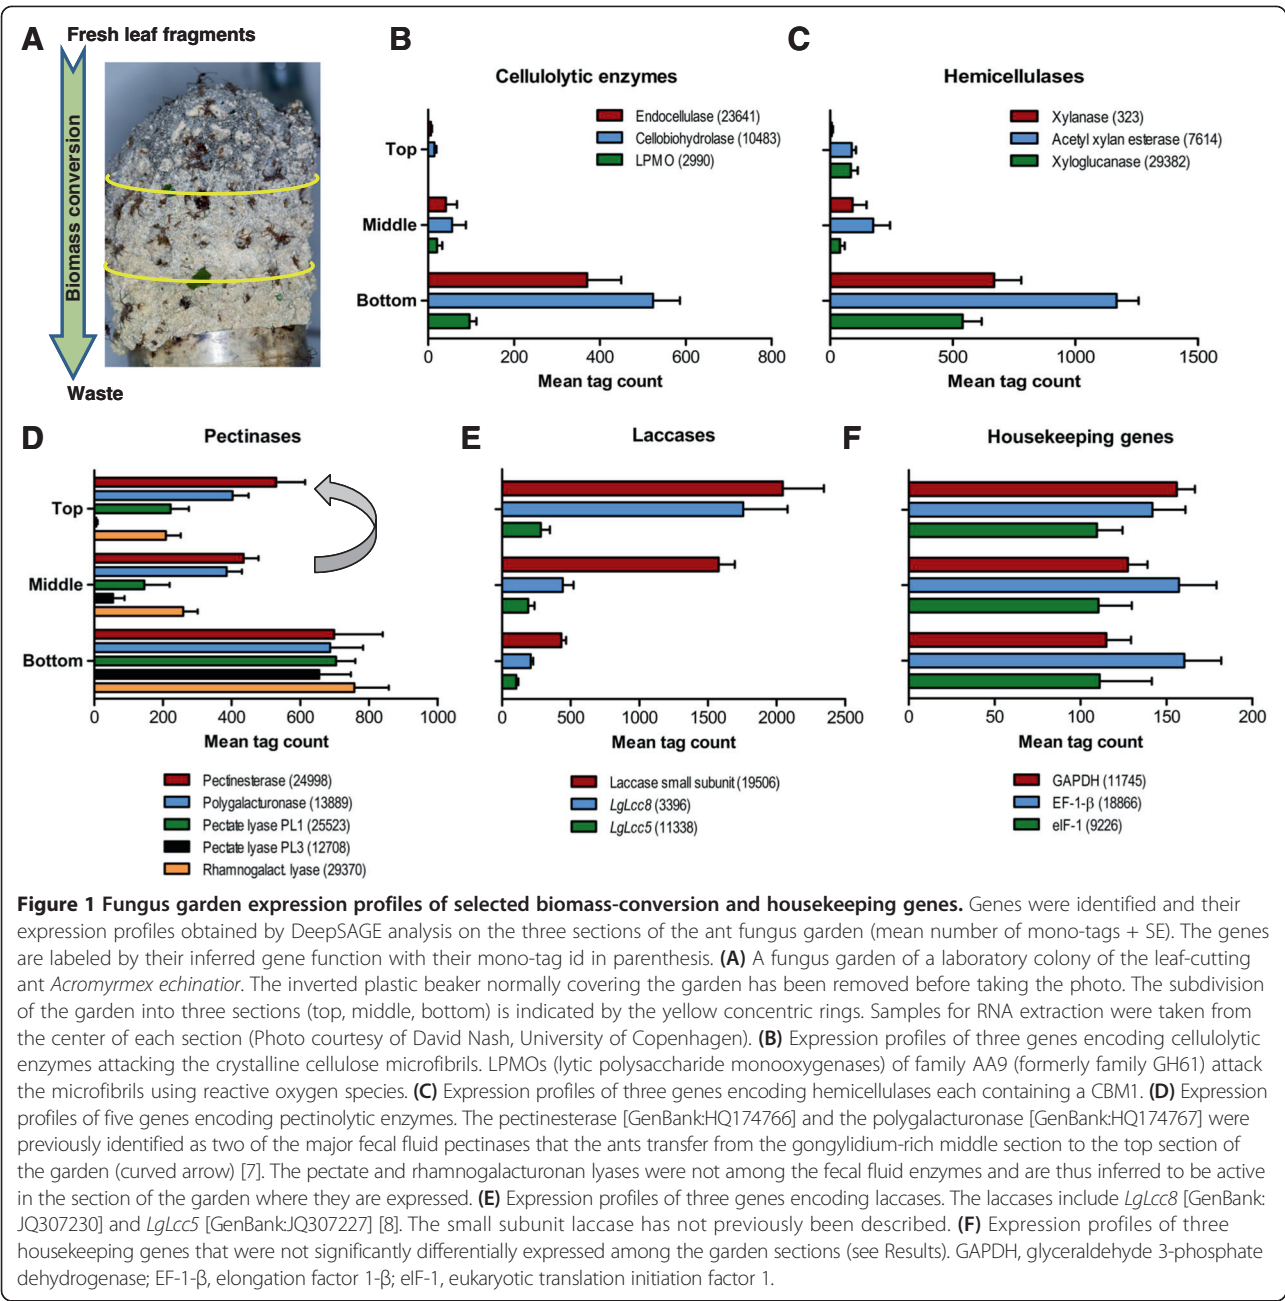 A
Fresh leaf fragments
Biomass conversion
Waste
B
Cellulolytic enzymes
Endocellulase (23641)
Cellobiohydrolase (10483)
LPMO (2990)
Top
Middle
Bottom
0 200 400 600 800
Mean tag count
C
Hemicellulases
Xylanase (323)
Acetyl xylan esterase (7614)
Xyloglucanase (29382)
0 500 1000 1500
Mean tag count
D
Pectinases
Top
Middle
Bottom
0 200 400 600 800 1000
Mean tag count
Pectinesterase (24998)
Polygalacturonase (13889)
Pectate lyase PL1 (25523)
Pectate lyase PL3 (12708)
Rhamnogalact. lyase (29370)
E
Laccases
0 500 1000 1500 2000 2500
Mean tag count
Laccase small subunit (19506)
LgLcc8 (3396)
LgLcc5 (11338)
F
Housekeeping genes
0 50 100 150 200
Mean tag count
GAPDH (11745)
EF-1-β (18866)
eIF-1 (9226)
Figure 1 Fungus garden expression profiles of selected biomass-conversion and housekeeping genes. Genes were identified and their
expression profiles obtained by DeepSAGE analysis on the three sections of the ant fungus garden (mean number of mono-tags + SE). The genes
are labeled by their inferred gene function with their mono-tag id in parenthesis. (A) A fungus garden of a laboratory colony of the leaf-cutting
ant Acromyrmex echinatior. The inverted plastic beaker normally covering the garden has been removed before taking the photo. The subdivision
of the garden into three sections (top, middle, bottom) is indicated by the yellow concentric rings. Samples for RNA extraction were taken from
the center of each section (Photo courtesy of David Nash, University of Copenhagen). (B) Expression profiles of three genes encoding cellulolytic
enzymes attacking the crystalline cellulose microfibrils. LPMOs (lytic polysaccharide monooxygenases) of family AA9 (formerly family GH61) attack
the microfibrils using reactive oxygen species. (C) Expression profiles of three genes encoding hemicellulases each containing a CBM1. (D) Expression
profiles of five genes encoding pectinolytic enzymes. The pectinesterase [GenBank:HQ174766] and the polygalacturonase [GenBank:HQ174767] were
previously identified as two of the major fecal fluid pectinases that the ants transfer from the gongylidium-rich middle section to the top section of
the garden (curved arrow) [7]. The pectate and rhamnogalacturonan lyases were not among the fecal fluid enzymes and are thus inferred to be active
in the section of the garden where they are expressed. (E) Expression profiles of three genes encoding laccases. The laccases include LgLcc8 [GenBank:
JQ307230] and LgLcc5 [GenBank:JQ307227] [8]. The small subunit laccase has not previously been described. (F) Expression profiles of three
housekeeping genes that were not significantly differentially expressed among the garden sections (see Results). GAPDH, glyceraldehyde 3-phosphate
dehydrogenase; EF-1-β, elongation factor 1-β; eIF-1, eukaryotic translation initiation factor 1.